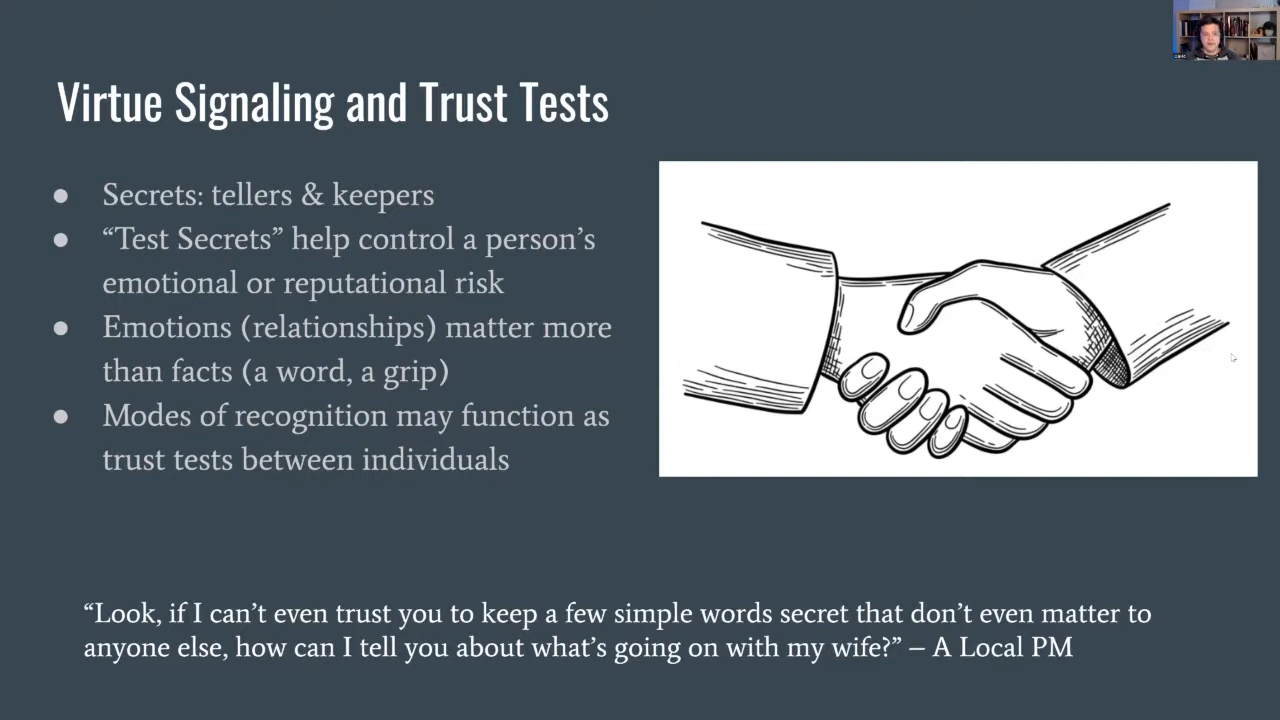 Virtue Signaling and Trust Tests
● Secrets: tellers & keepers
● “Test Secrets” help control a person’s
emotional or reputational risk
● Emotions (relationships) matter more
than facts (a word, a grip)
● Modes of recognition may function as
trust tests between individuals
“Look, if I can’t even trust you to keep a few simple words secret that don’t even matter to
anyone else, how can I tell you about what’s going on with my wife?” – A Local PM